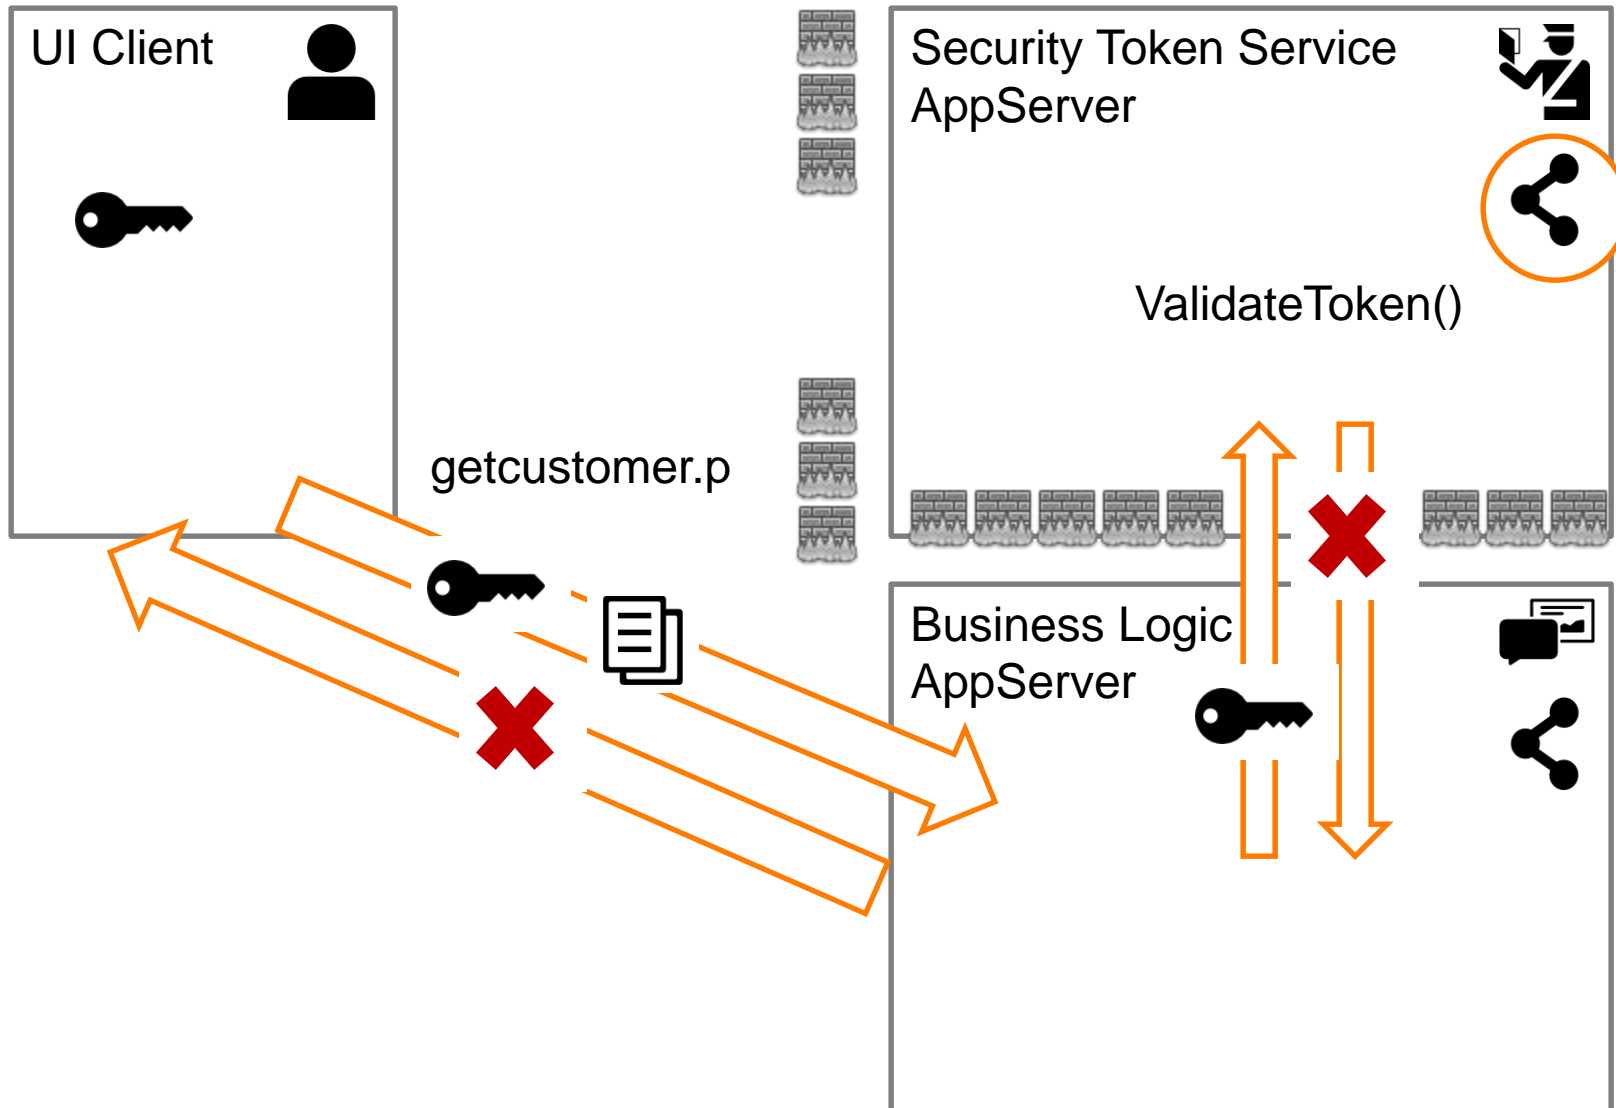 UI Client
Security Token Service
AppServer
ValidateToken()
getcustomer.p
Business Logic
AppServer